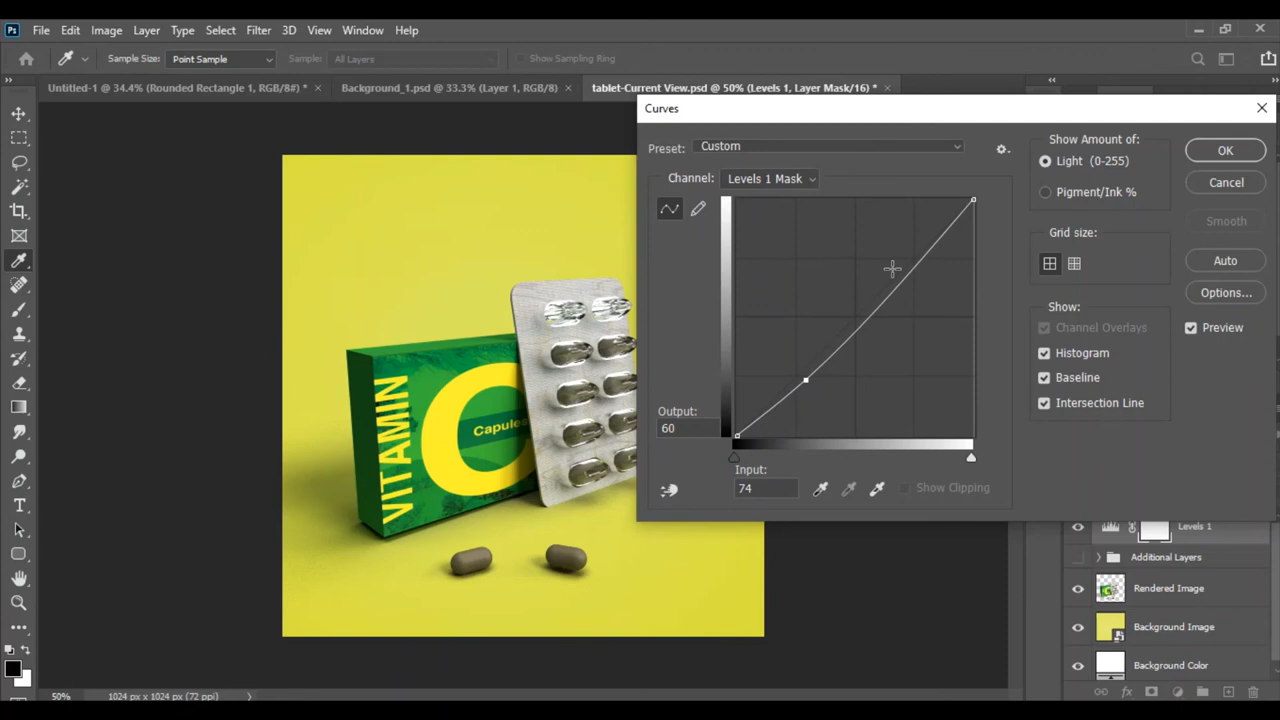 Ps File Edit Image Layer Type Select Filter 3D View Window Help
Sample Size: Point Sample Sample: All Layers Show Sampling Ring
Untitled-1 @ 34.4% (Rounded Rectangle 1, RGB/8#) * × Background_1.psd @ 33.3% (Layer 1, RGB/8) × tablet-Current View.psd @ 50% (Levels 1, Layer Mask/16) * ×
Curves
Preset: Custom
Channel: Levels 1 Mask
Output:
60
Input:
74
Show Clipping
Show Amount of:
Light (0-255)
Pigment/Ink %
Grid size:
Show:
Channel Overlays
Histogram
Baseline
Intersection Line
OK
Cancel
Smooth
Auto
Options...
Preview
VITAMIN
C
Capules
Levels 1
Additional Layers
Rendered Image
Background Image
Background Color
fx
50% 1024 px x 1024 px (72 ppi)